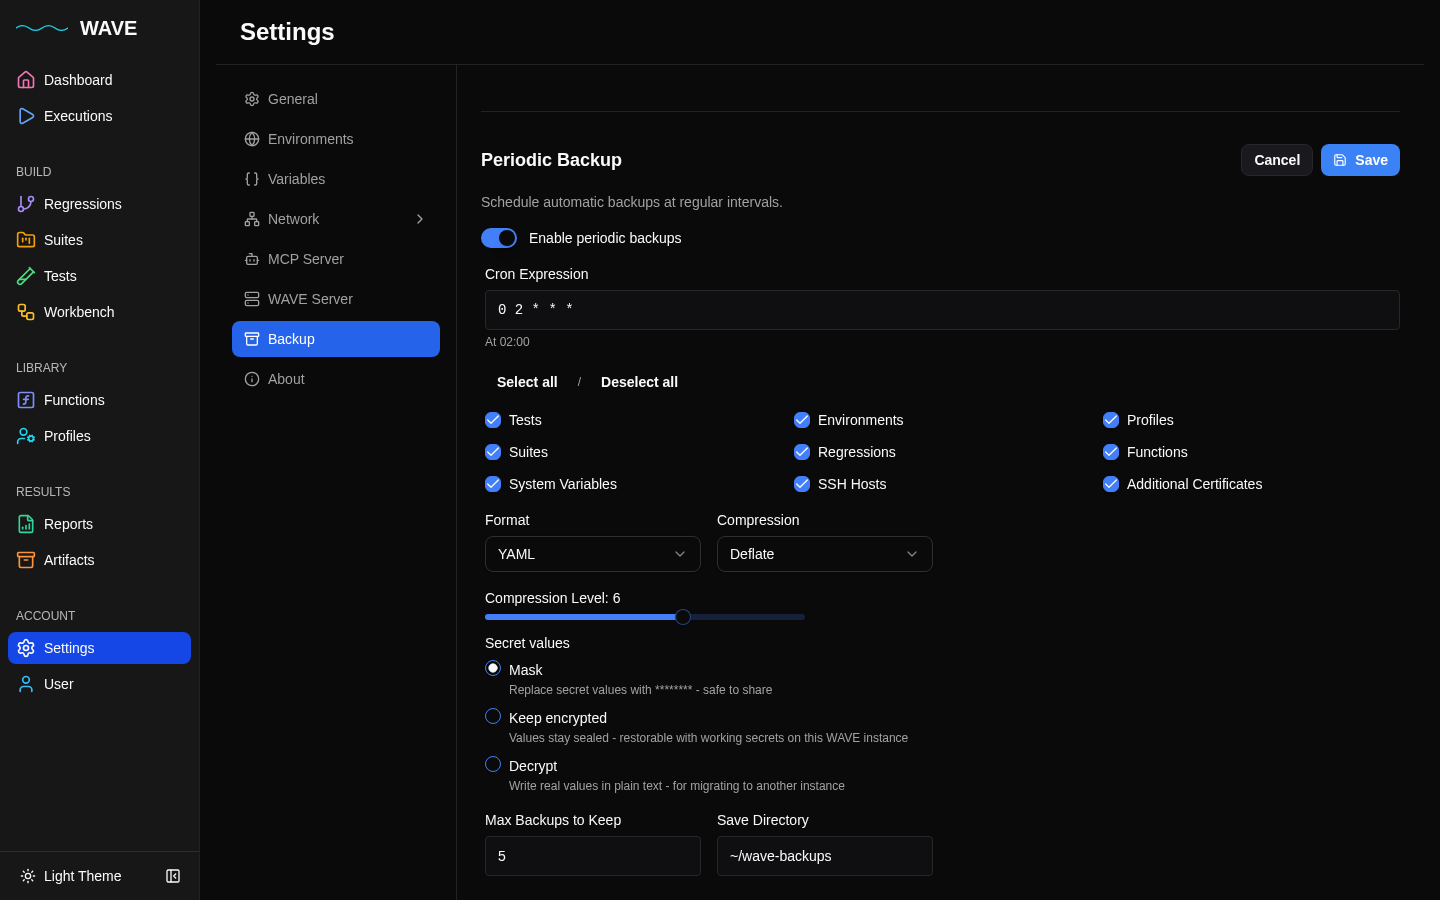 WAVE
Dashboard
Executions
BUILD
Regressions
Suites
Tests
Workbench
LIBRARY
Functions
Profiles
RESULTS
Reports
Artifacts
ACCOUNT
Settings
User
Light Theme
Settings
General
Environments
Variables
Network
MCP Server
WAVE Server
Backup
About
Periodic Backup
Cancel
Save
Schedule automatic backups at regular intervals.
Enable periodic backups
Cron Expression
0 2 * * *
At 02:00
Select all / Deselect all
Tests Environments Profiles
Suites Regressions Functions
System Variables SSH Hosts Additional Certificates
Format Compression
YAML Deflate
Compression Level: 6
Secret values
Mask
Replace secret values with ******** - safe to share
Keep encrypted
Values stay sealed - restorable with working secrets on this WAVE instance
Decrypt
Write real values in plain text - for migrating to another instance
Max Backups to Keep Save Directory
5 ~/wave-backups